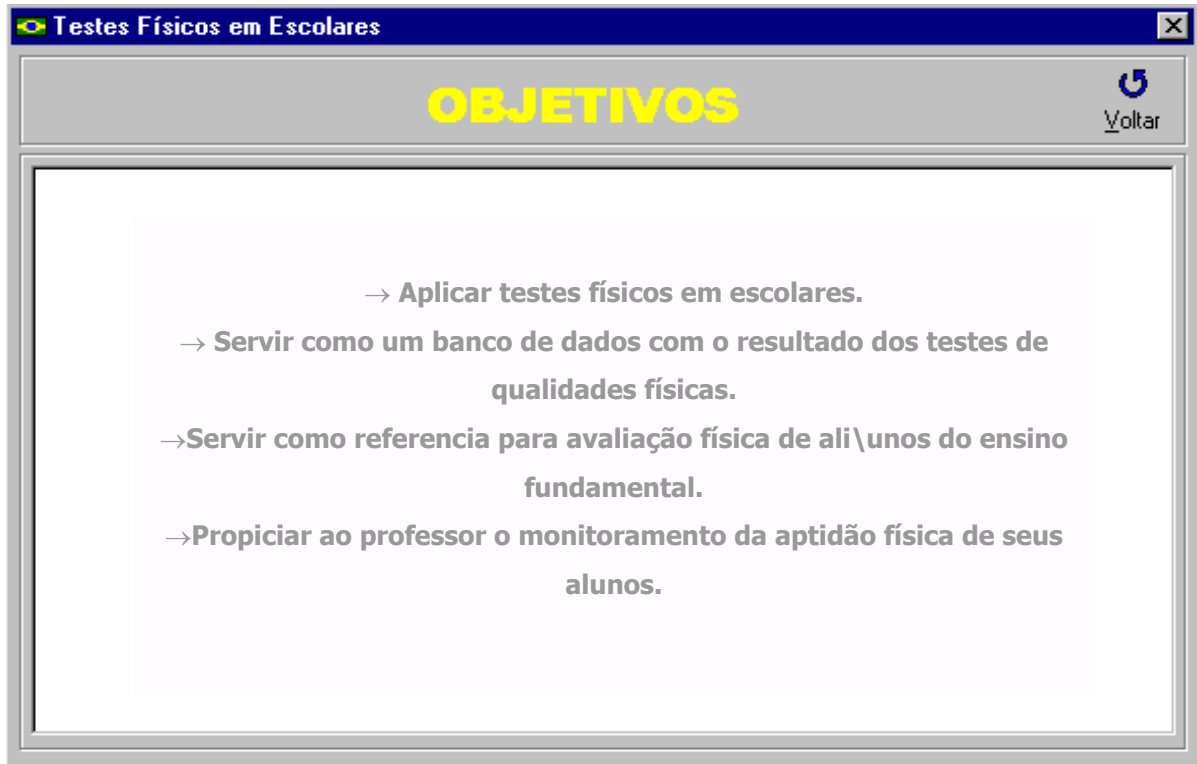 Testes Físicos em Escolares
OBJETIVOS
Voltar
→ Aplicar testes físicos em escolares.
→ Servir como um banco de dados com o resultado dos testes de
qualidades físicas.
→Servir como referencia para avaliação física de ali\unos do ensino
fundamental.
→Propiciar ao professor o monitoramento da aptidão física de seus
alunos.